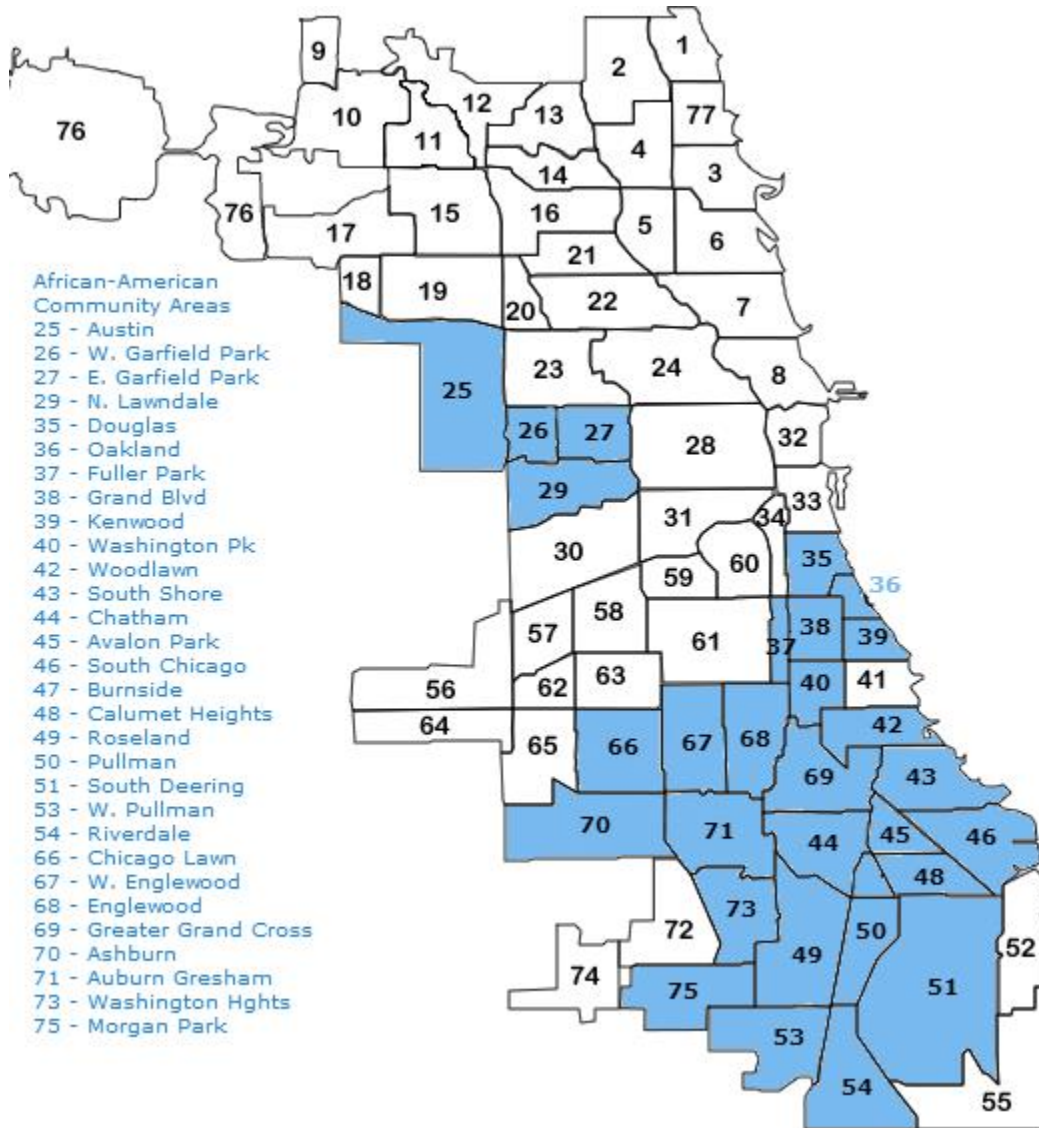 1
9
2
12
76
10
13
77
11
4
14
3
15
16
5
76
17
6
21
18
19
22
7
20
23
24
8
25
26
27
28
32
29
33
31
34
30
35
60
59
36
58
57
38
39
37
61
63
41
56
62
40
64
42
65
66
67
68
69
43
70
71
44
45
46
48
73
72
50
52
49
74
75
51
53
54
55
African-American
Community Areas
25 - Austin
26 - W. Garfield Park
27 - E. Garfield Park
29 - N. Lawndale
35 - Douglas
36 - Oakland
37 - Fuller Park
38 - Grand Blvd
39 - Kenwood
40 - Washington Pk
42 - Woodlawn
43 - South Shore
44 - Chatham
45 - Avalon Park
46 - South Chicago
47 - Burnside
48 - Calumet Heights
49 - Roseland
50 - Pullman
51 - South Deering
53 - W. Pullman
54 - Riverdale
66 - Chicago Lawn
67 - W. Englewood
68 - Englewood
69 - Greater Grand Cross
70 - Ashburn
71 - Auburn Gresham
73 - Washington Hghts
75 - Morgan Park